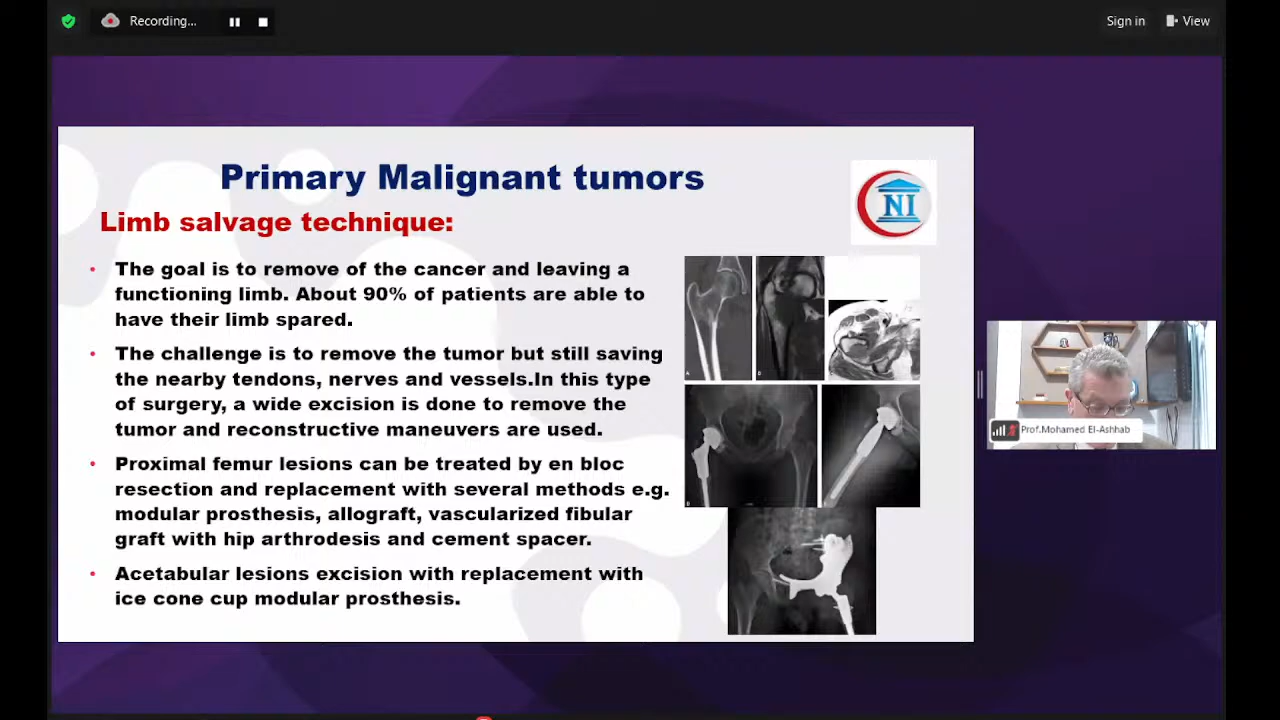 Recording...
Sign in
View
Primary Malignant tumors
NI
Limb salvage technique:
• The goal is to remove of the cancer and leaving a
functioning limb. About 90% of patients are able to
have their limb spared.
• The challenge is to remove the tumor but still saving
the nearby tendons, nerves and vessels.In this type
of surgery, a wide excision is done to remove the
tumor and reconstructive maneuvers are used.
• Proximal femur lesions can be treated by en bloc
resection and replacement with several methods e.g.
modular prosthesis, allograft, vascularized fibular
graft with hip arthrodesis and cement spacer.
• Acetabular lesions excision with replacement with
ice cone cup modular prosthesis.
Prof.Mohamed El-Ashhab